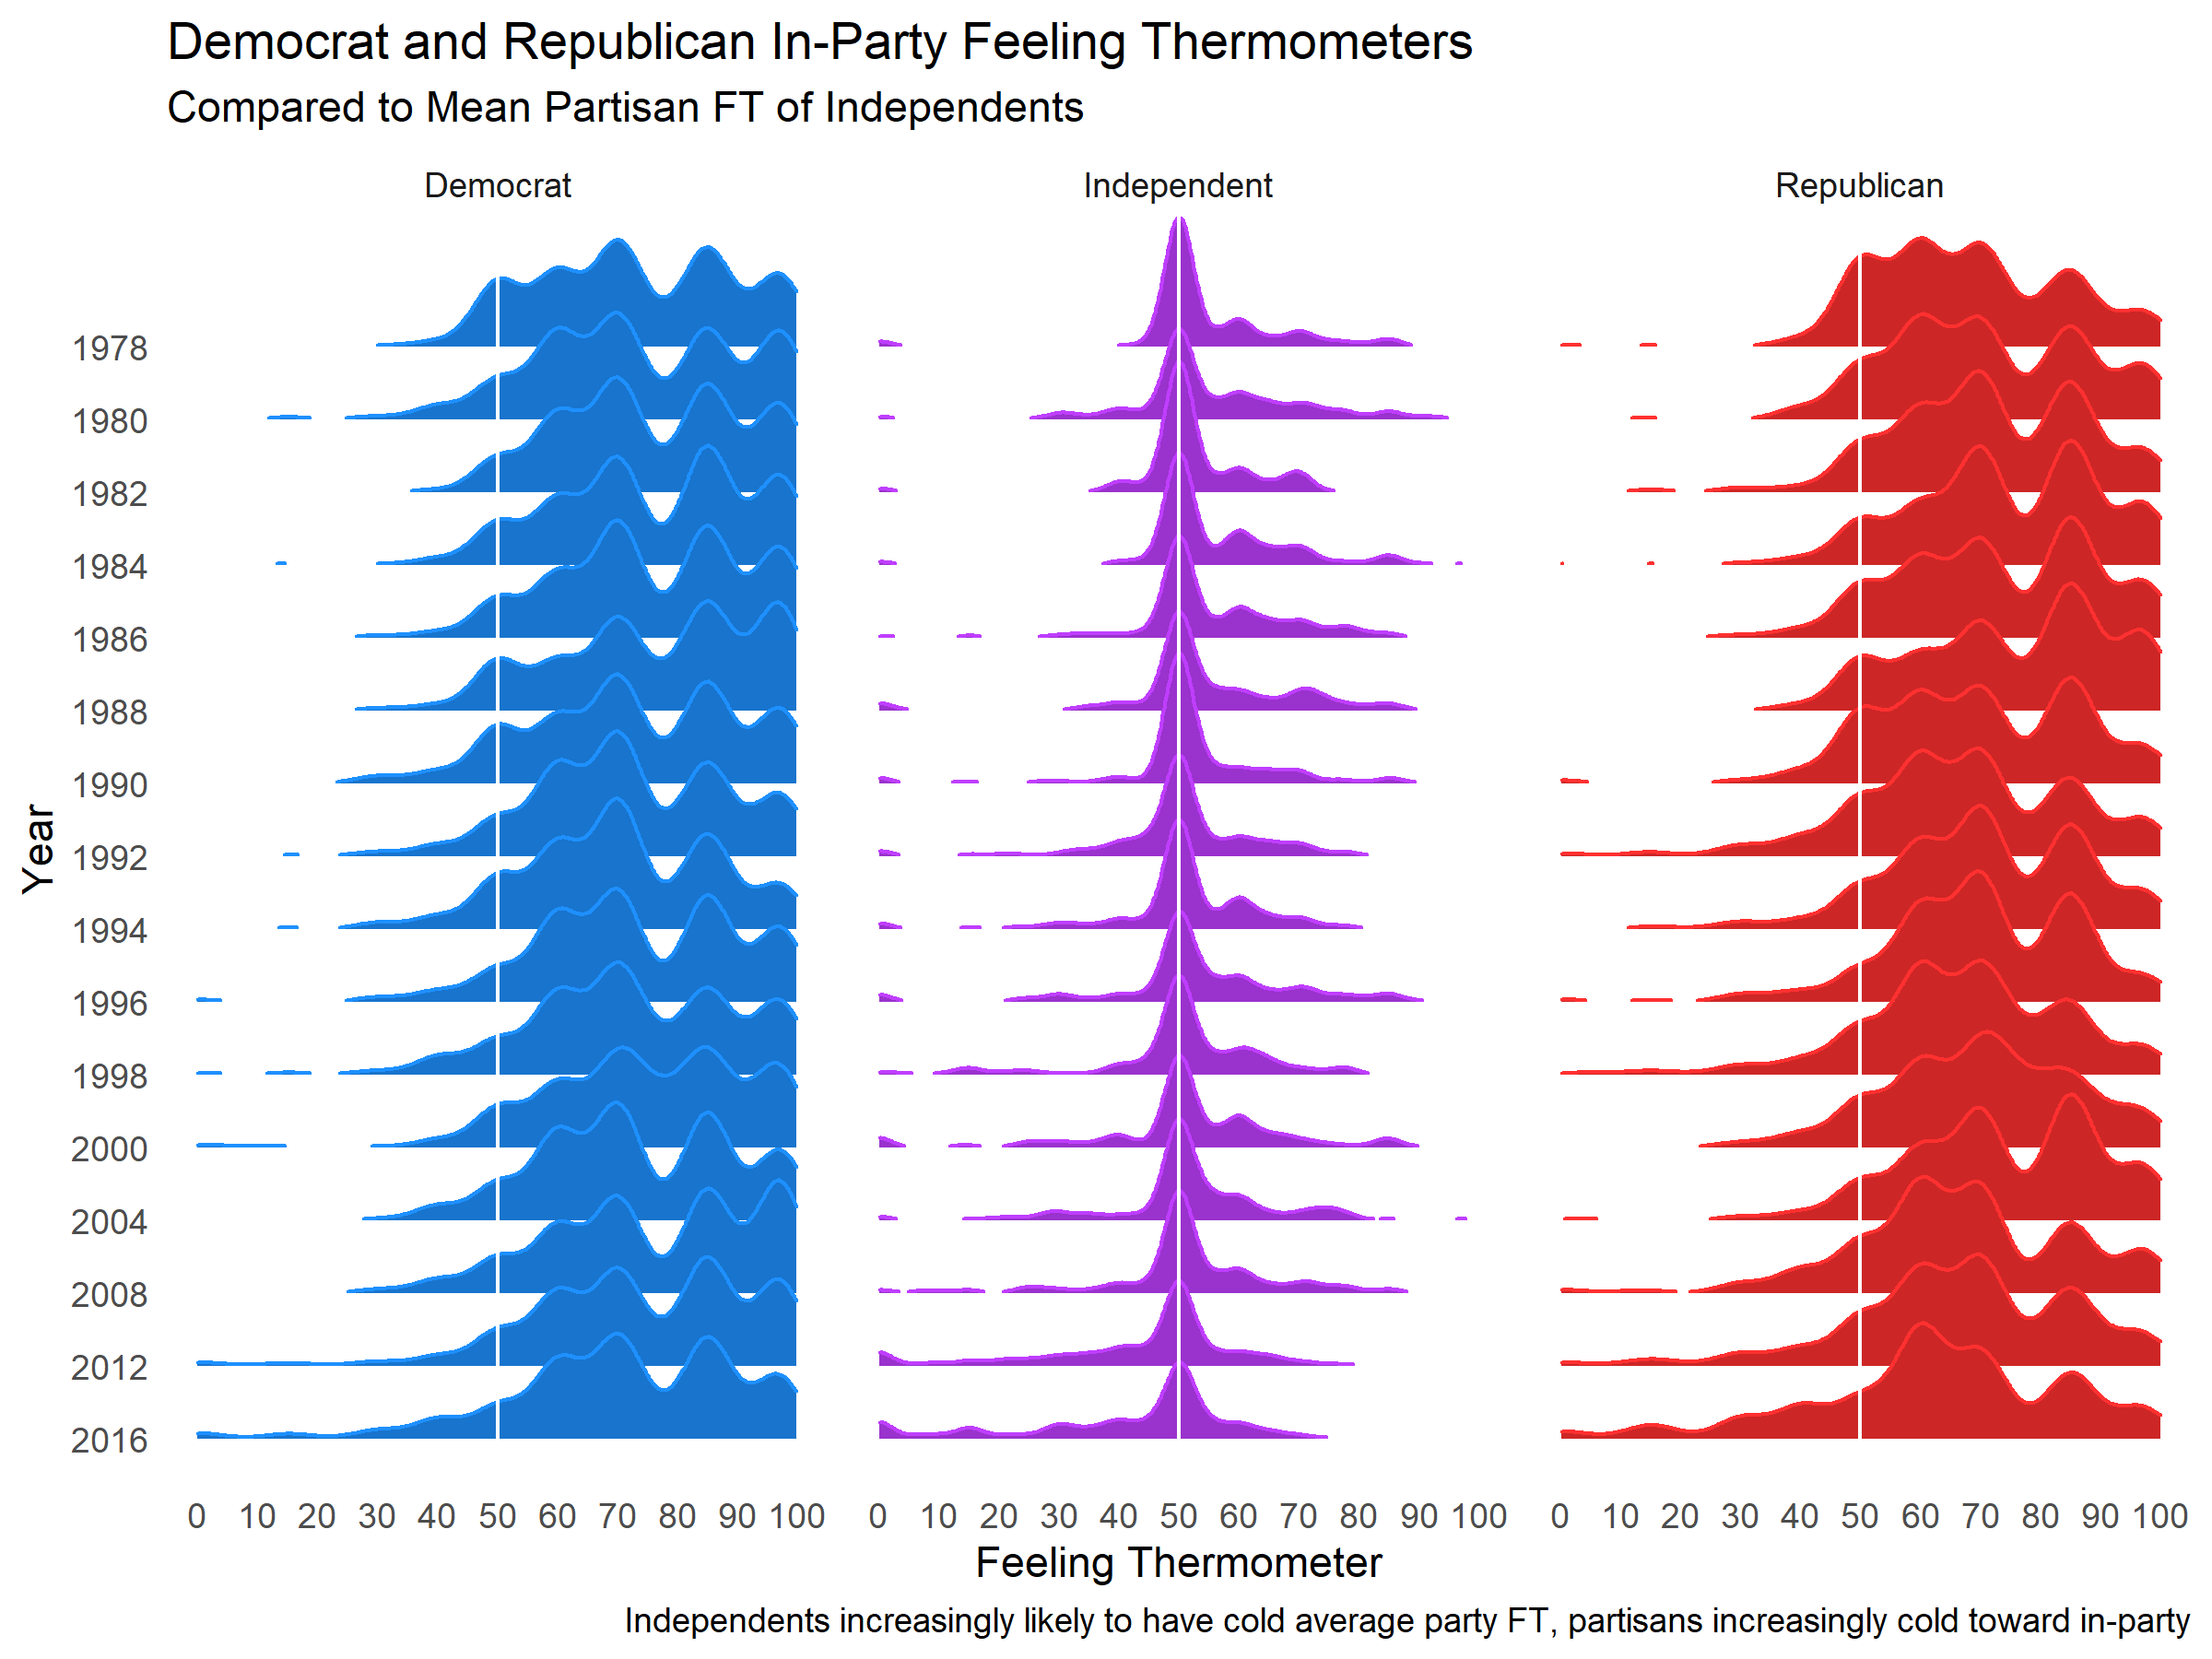 Democrat and Republican In-Party Feeling Thermometers
Compared to Mean Partisan FT of Independents
Democrat Independent Republican
1978
1980
1982
1984
1986
1988
1990
1992
1994
1996
1998
2000
2004
2008
2012
2016
Year
0 10 20 30 40 50 60 70 80 90 100 0 10 20 30 40 50 60 70 80 90 100 0 10 20 30 40 50 60 70 80 90 100
Feeling Thermometer
Independents increasingly likely to have cold average party FT, partisans increasingly cold toward in-party